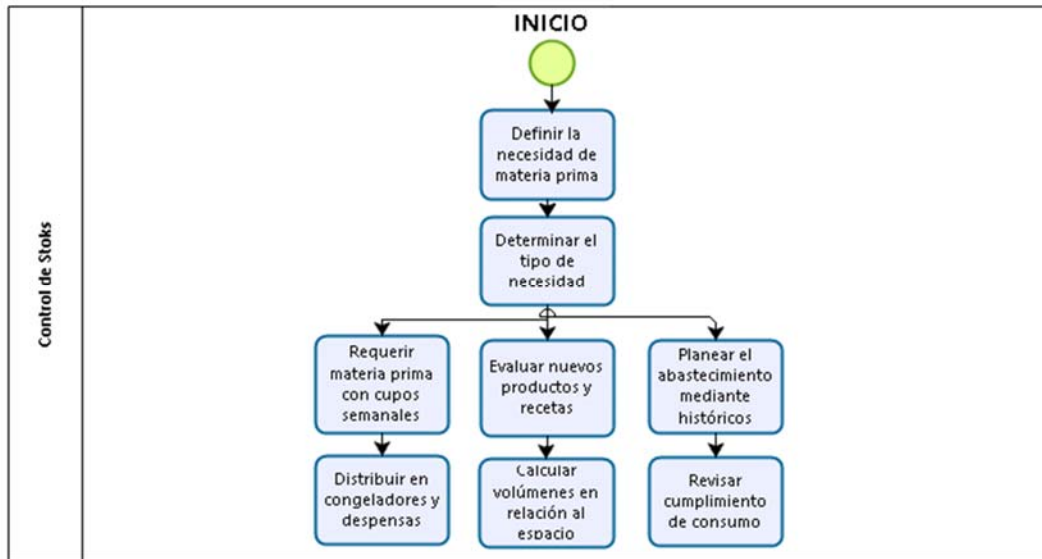 INICIO
Control de Stoks
Definir la
necesidad de
materia prima
Determinar el
tipo de
necesidad
Requerir
materia prima
con cupos
semanales
Evaluar nuevos
productos y
recetas
Planear el
abastecimiento
mediante
históricos
Distribuir en
congeladores y
despensas
Calcular
volúmenes en
relación al
espacio
Revisar
cumplimiento
de consumo